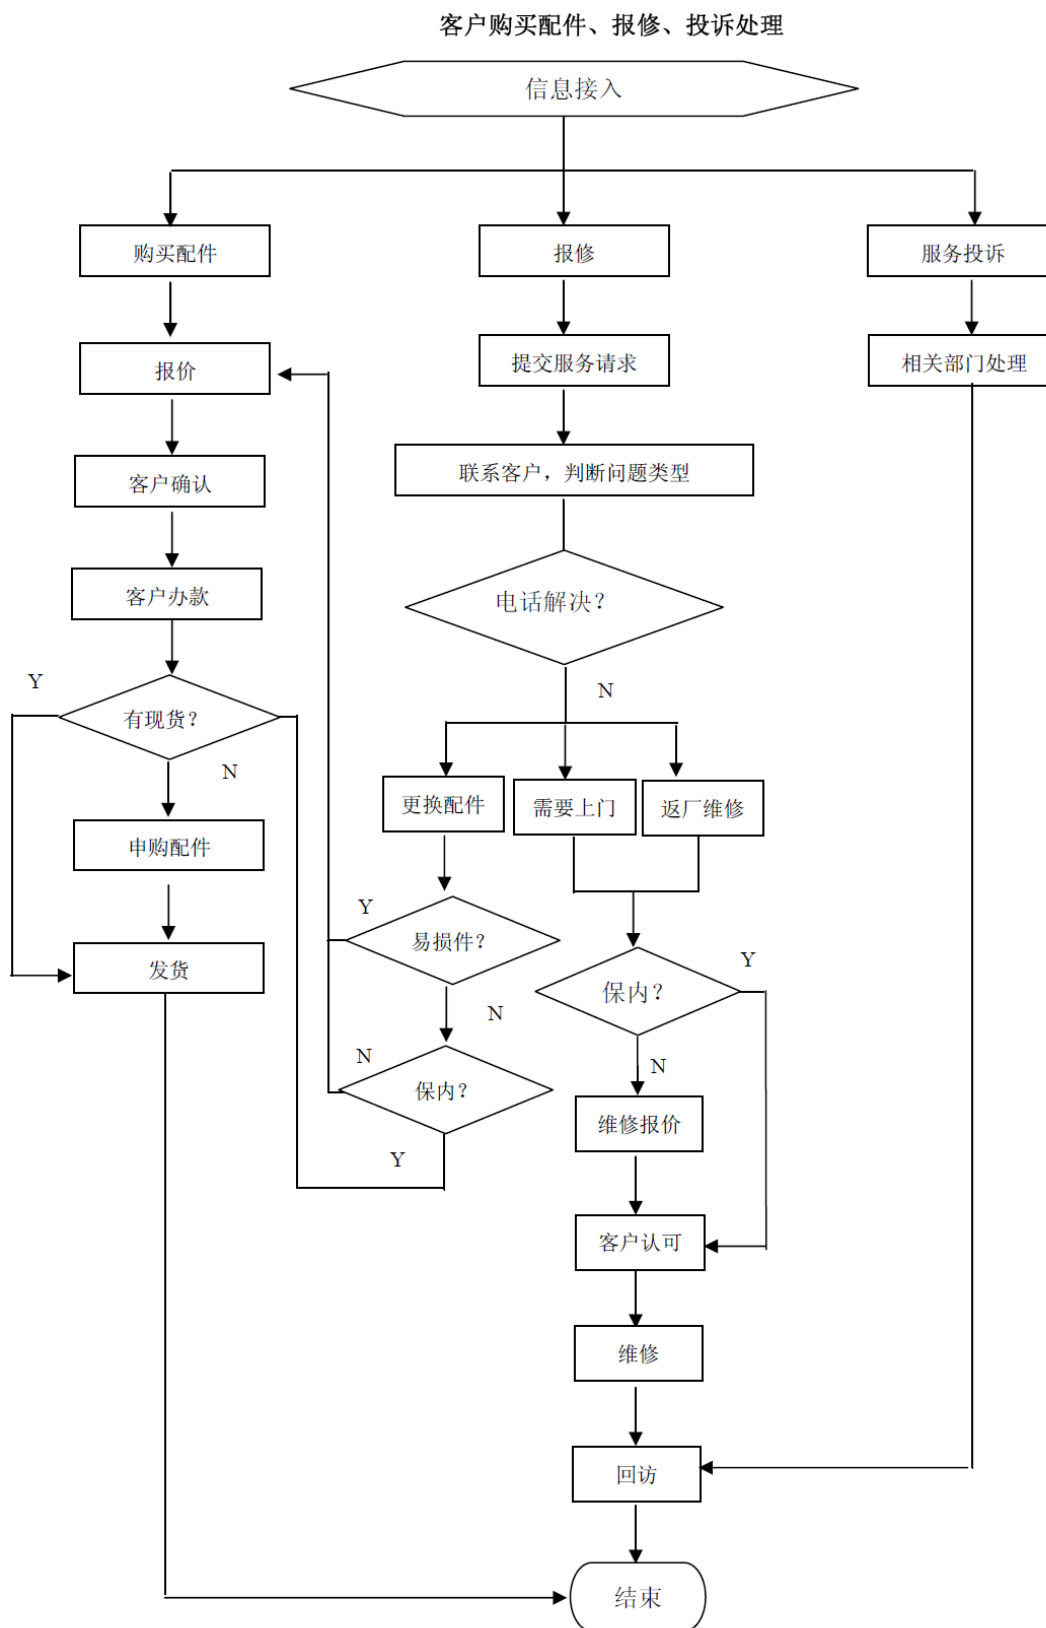 客户购买配件、报修、投诉处理
信息接入
购买配件
报修
服务投诉
报价
提交服务请求
相关部门处理
客户确认
联系客户，判断问题类型
客户办款
电话解决？
Y
有现货？
N
N
申购配件
更换配件
需要上门
返厂维修
发货
Y
易损件？
N
保内？
Y
N
保内？
Y
N
维修报价
客户认可
维修
回访
结束